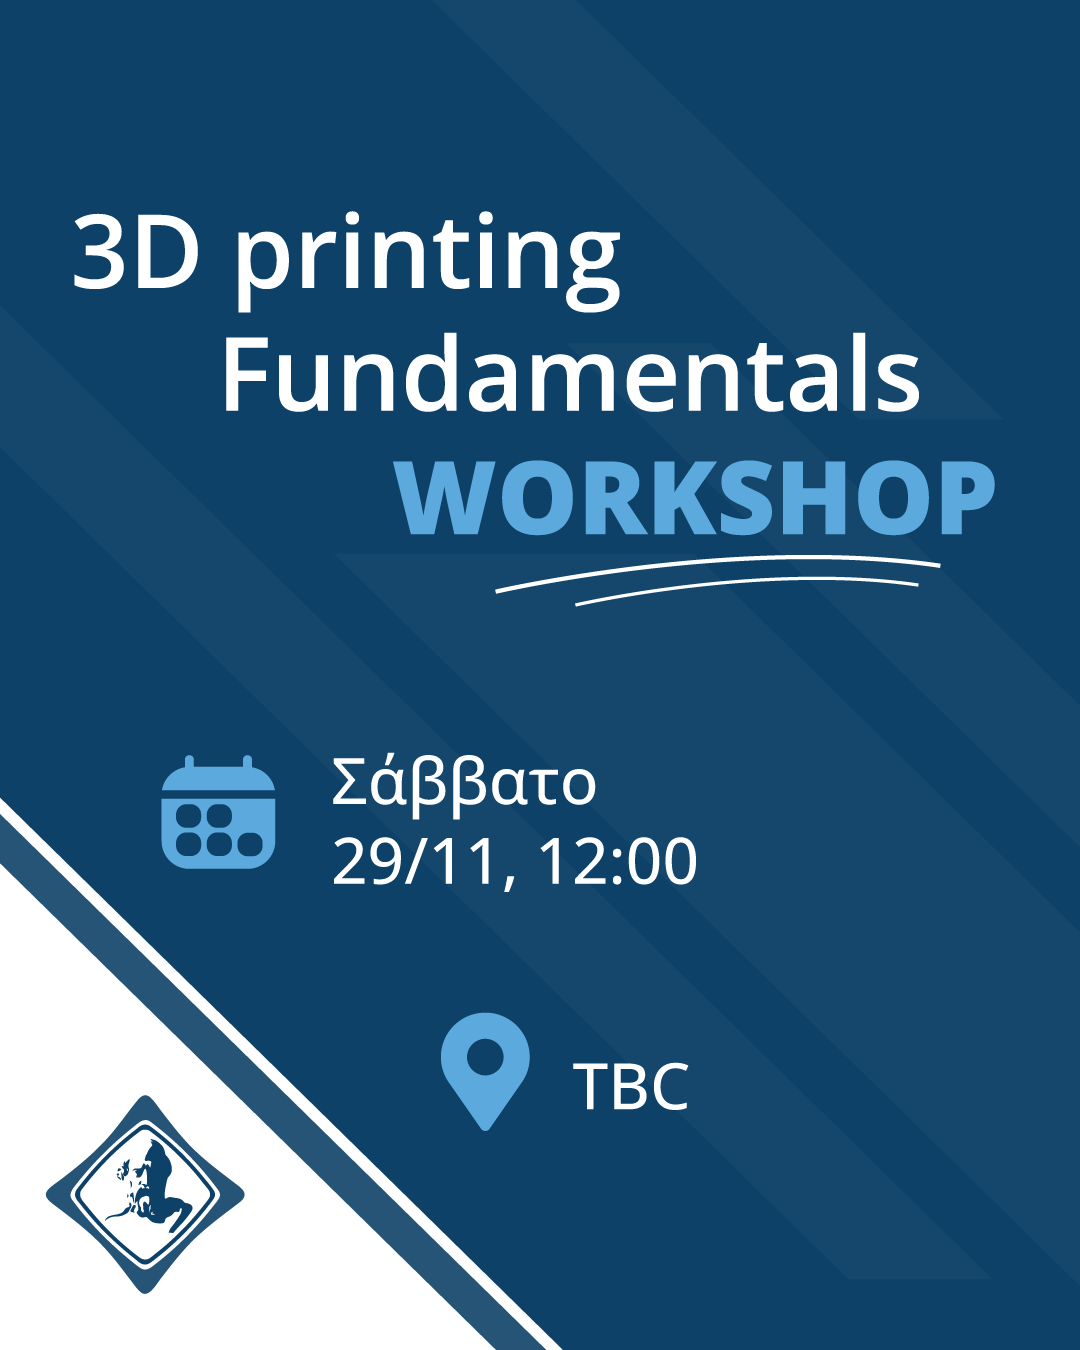 3D printing
Fundamentals
WORKSHOP
Σάββατο
29/11, 12:00
TBC